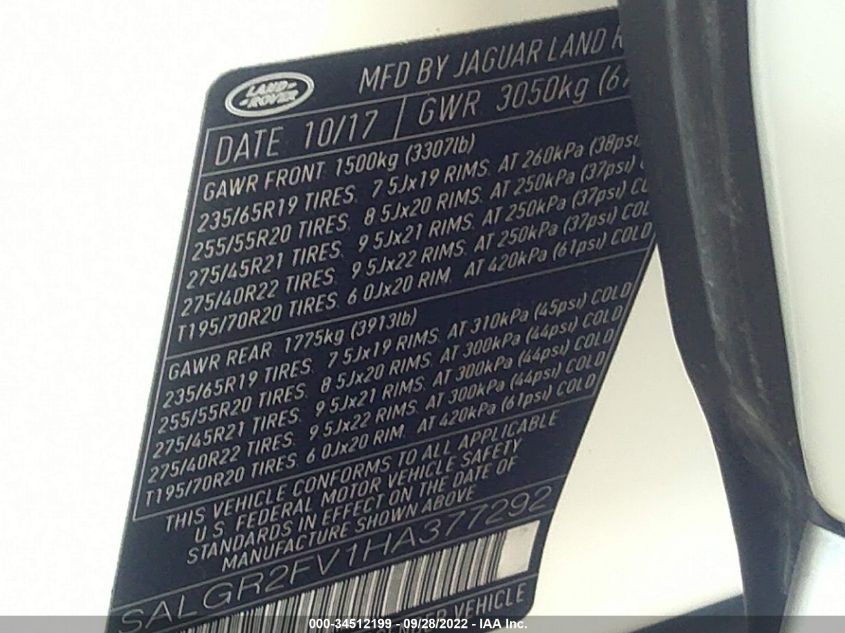 LAND ROVER
MFD BY JAGUAR LAND
DATE 10/17 GWR 3050kg
GAWR FRONT 1500kg (3307lb)
235/65R19 TIRES. 7.5Jx19 RIMS. AT 260kPa (38psi
255/55R20 TIRES. 8.5Jx20 RIMS. AT 250kPa (37psi)
275/45R21 TIRES. 9.5Jx21 RIMS. AT 250kPa (37psi)
275/40R22 TIRES. 9.5Jx22 RIMS. AT 250kPa (37psi) COL
T195/70R20 TIRES. 6.0Jx20 RIM. AT 420kPa (61psi) COLD
GAWR REAR 1775kg (3913lb)
235/65R19 TIRES. 7.5Jx19 RIMS. AT 310kPa (45psi) COLD
255/55R20 TIRES. 8.5Jx20 RIMS. AT 300kPa (44psi) COLD
275/45R21 TIRES. 9.5Jx21 RIMS. AT 300kPa (44psi) COLD
275/40R22 TIRES. 9.5Jx22 RIMS. AT 300kPa (44psi) COLD
T195/70R20 TIRES. 6.0Jx20 RIM. AT 420kPa (61psi) COLD
THIS VEHICLE CONFORMS TO ALL APPLICABLE
U.S. FEDERAL MOTOR VEHICLE SAFETY
STANDARDS IN EFFECT ON THE DATE OF
MANUFACTURE SHOWN ABOVE
SALGR2FV1HA377292
VEHICLE
000-34512199 - 09/28/2022 - IAA Inc.